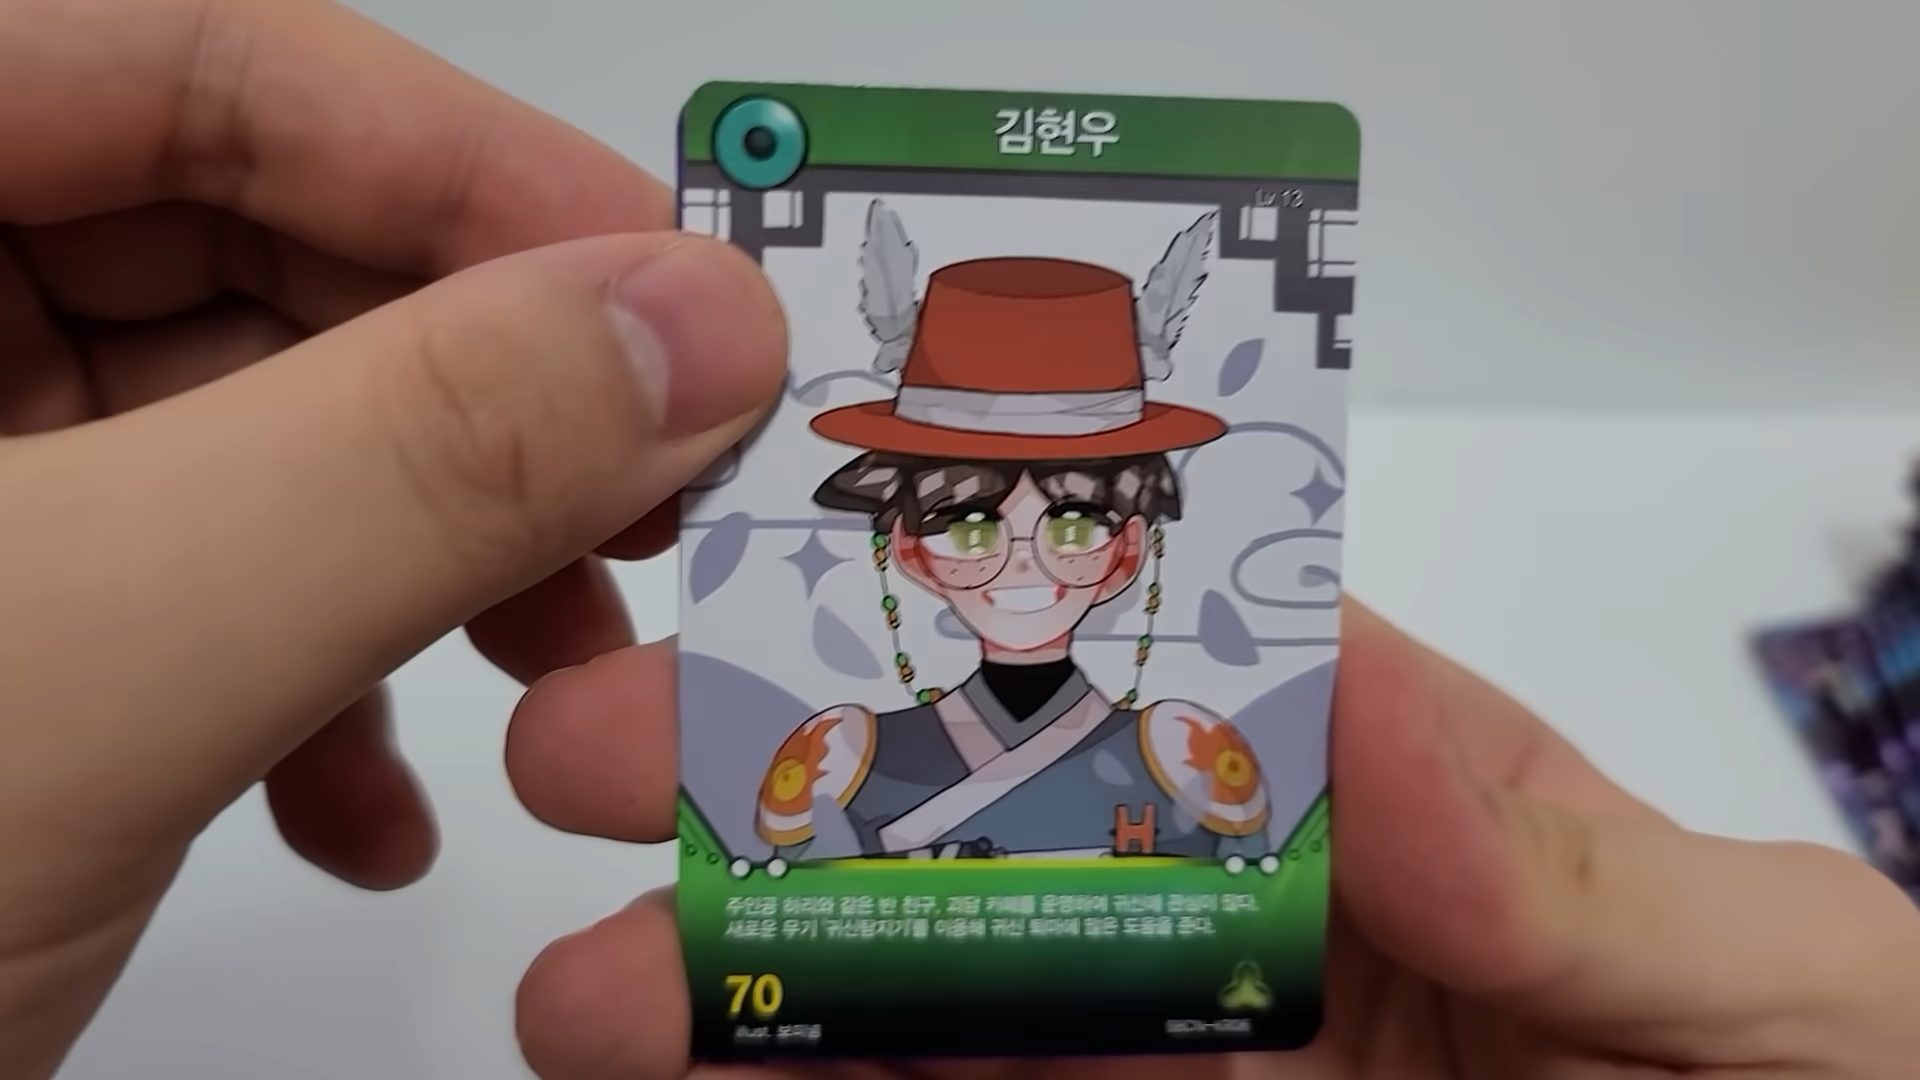 김현우
Lv 13
H
주인공 하리와 같은 반 친구, 괴담 카페를 운영하여 귀신에 관심이 많다.
새로운 무기 '귀신탐지기'를 이용해 귀신 퇴마에 많은 도움을 준다.
70
illust.